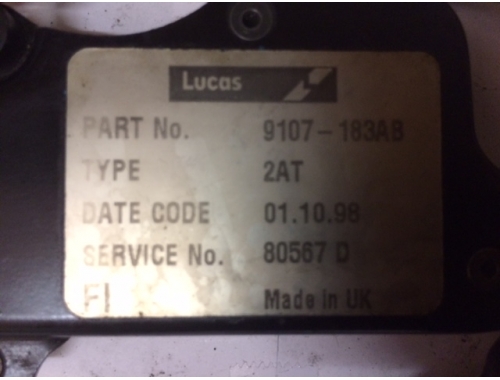 Lucas
PART No. 9107-183AB
TYPE 2AT
DATE CODE 01.10.98
SERVICE No. 80567 D
FI Made in UK